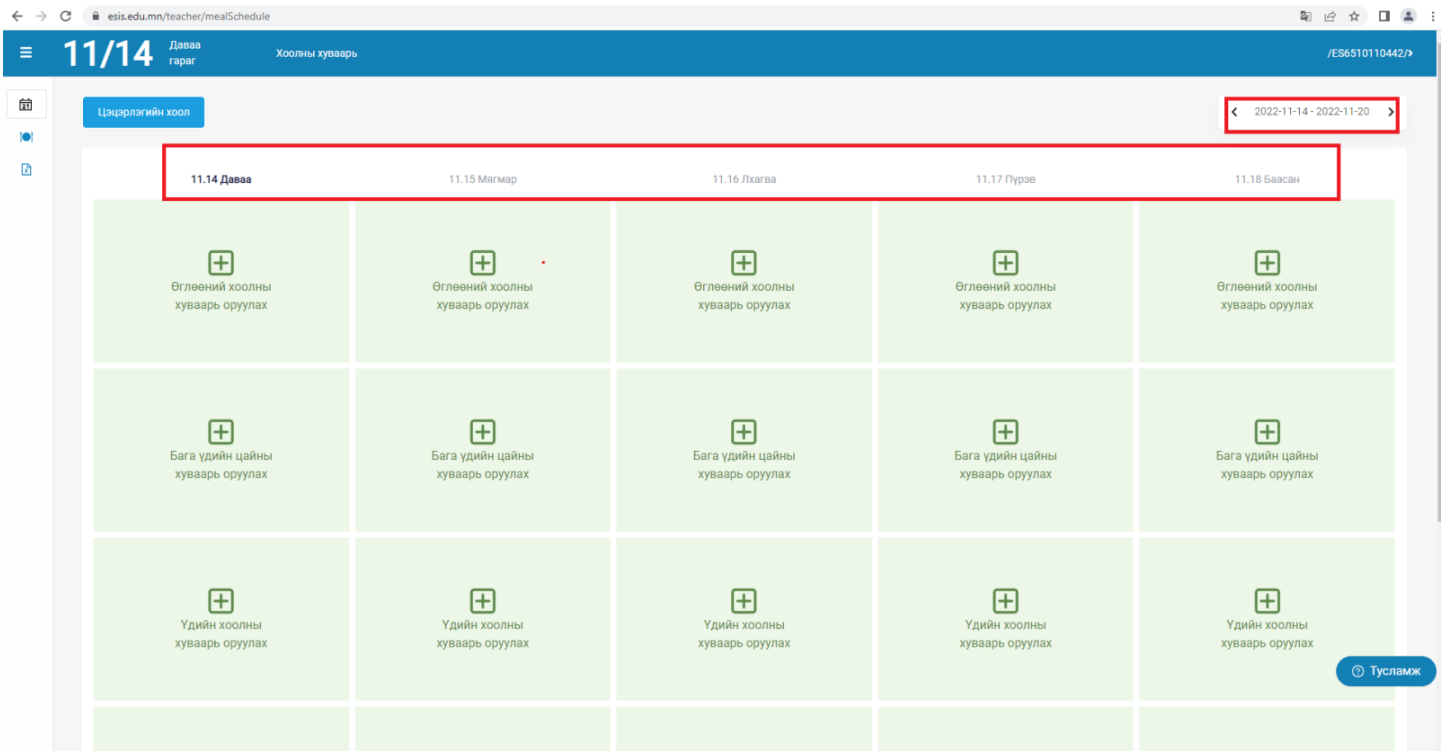 esis.edu.mn/teacher/mealSchedule
11/14
Даваа
гараг
Хоолны хуваарь
/ES6510110442/>
Цэцэрлэгийн хоол
2022-11-14 - 2022-11-20
11.14 Даваа
11.15 Мягмар
11.16 Лхагва
11.17 Пүрэв
11.18 Баасан
Өглөөний хоолны
хуваарь оруулах
Өглөөний хоолны
хуваарь оруулах
Өглөөний хоолны
хуваарь оруулах
Өглөөний хоолны
хуваарь оруулах
Өглөөний хоолны
хуваарь оруулах
Бага үдийн цайны
хуваарь оруулах
Бага үдийн цайны
хуваарь оруулах
Бага үдийн цайны
хуваарь оруулах
Бага үдийн цайны
хуваарь оруулах
Бага үдийн цайны
хуваарь оруулах
Үдийн хоолны
хуваарь оруулах
Үдийн хоолны
хуваарь оруулах
Үдийн хоолны
хуваарь оруулах
Үдийн хоолны
хуваарь оруулах
Үдийн хоолны
хуваарь оруулах
Тусламж